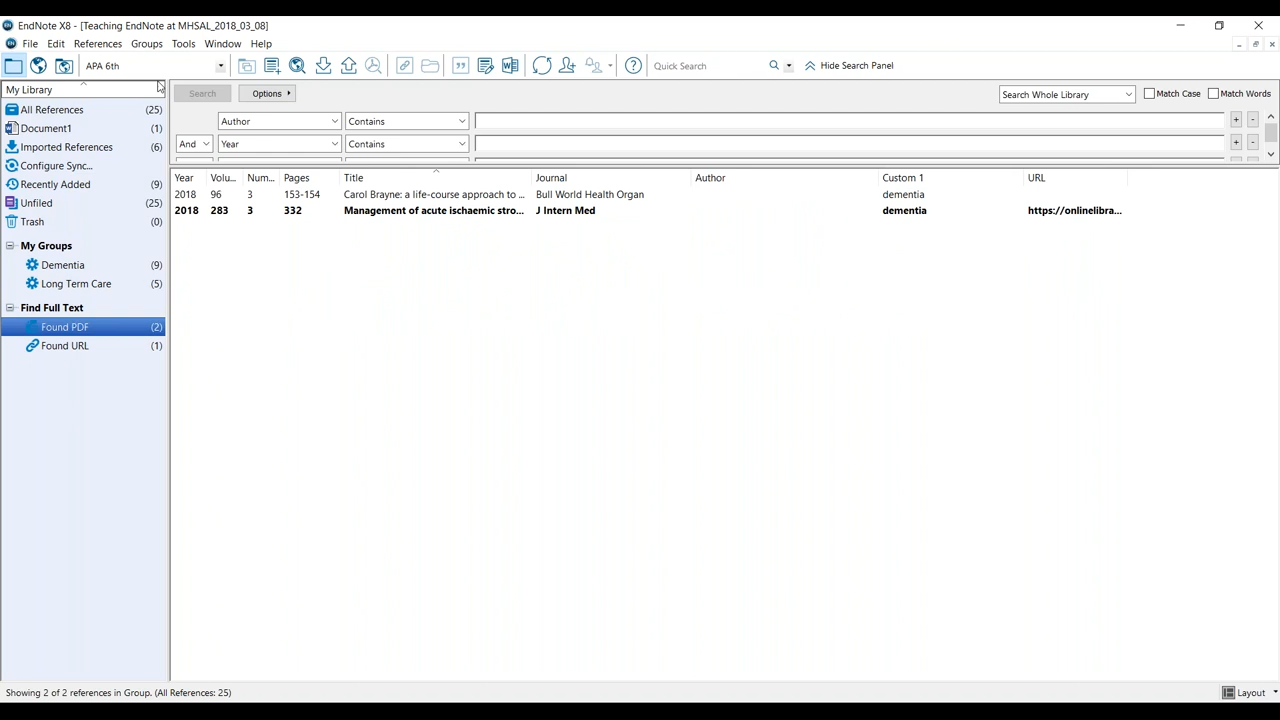 EndNote X8 - [Teaching EndNote at MHSAL_2018_03_08]
File Edit References Groups Tools Window Help
APA 6th Quick Search Hide Search Panel
My Library
All References (25)
Document1 (1)
Imported References (6)
Configure Sync...
Recently Added (9)
Unfiled (25)
Trash (0)
My Groups
Dementia (9)
Long Term Care (5)
Find Full Text
Found PDF (2)
Found URL (1)
Search Options Search Whole Library Match Case Match Words
Author Contains + -
And Year Contains + -
Year Volu... Num... Pages Title Journal Author Custom 1 URL
2018 96 3 153-154 Carol Brayne: a life-course approach to ... Bull World Health Organ dementia
2018 283 3 332 Management of acute ischaemic stro... J Intern Med dementia https://onlinelibra...
Showing 2 of 2 references in Group. (All References: 25)
Layout